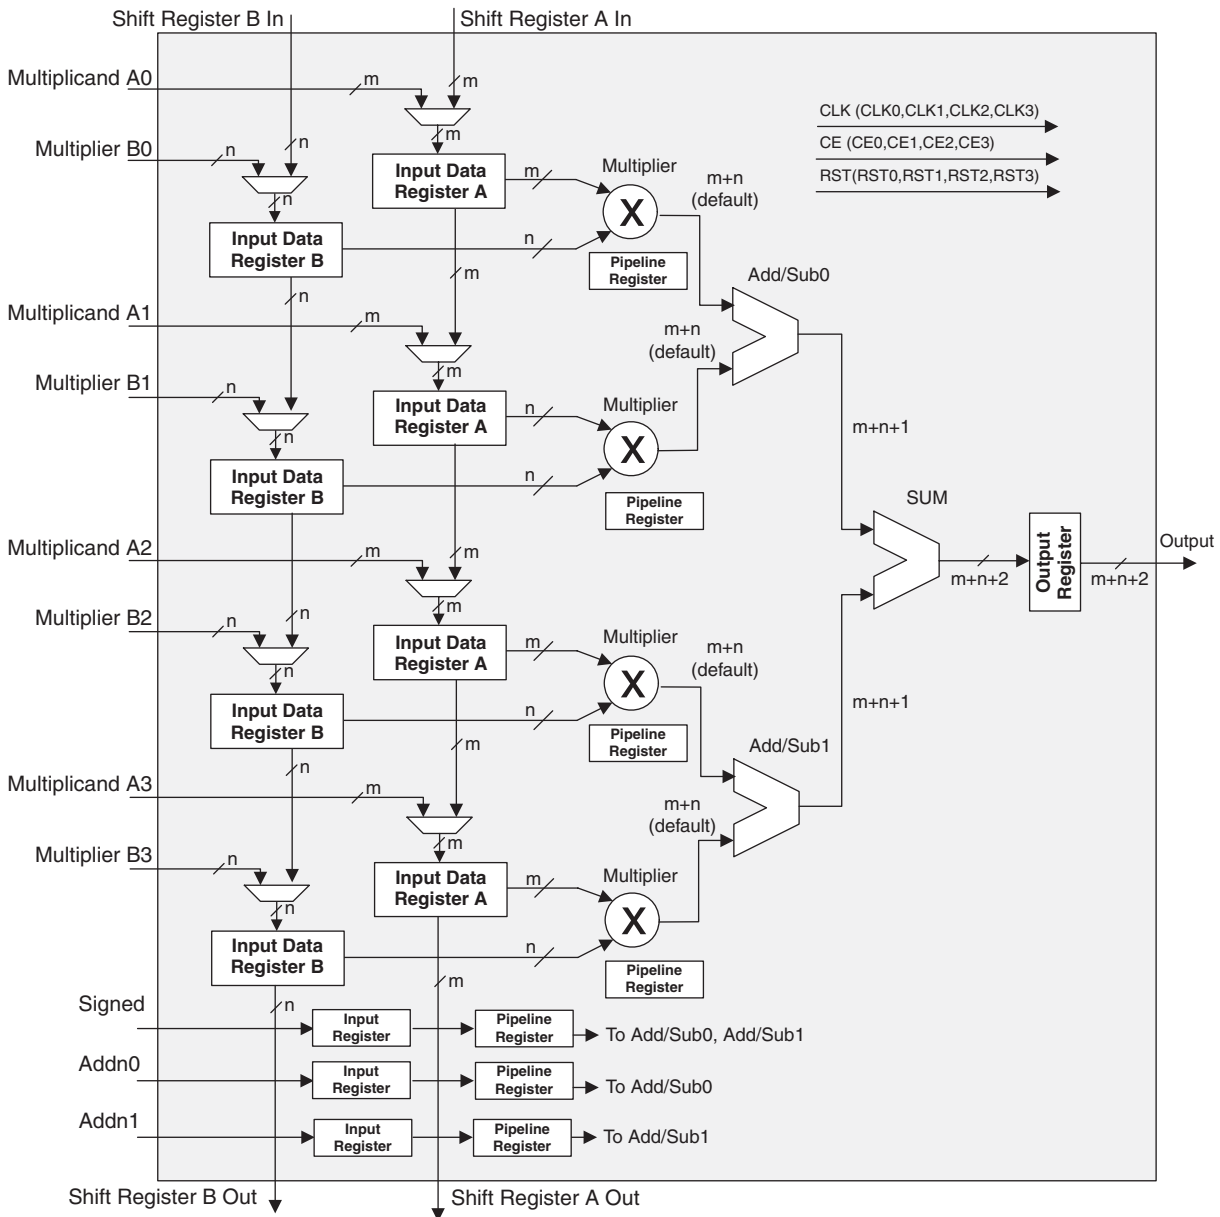 Shift Register B In
Shift Register A In
Multiplicand A0
m
m
CLK (CLK0,CLK1,CLK2,CLK3)
CE (CE0,CE1,CE2,CE3)
RST(RST0,RST1,RST2,RST3)
m
Multiplier B0
n
n
n
Input Data
Register A
m
Multiplier
X
m+n
(default)
Input Data
Register B
n
Pipeline
Register
m
n
Add/Sub0
Multiplicand A1
m
m+n
(default)
m
Multiplier B1
n
n
Input Data
Register A
n
Multiplier
X
m+n+1
Input Data
Register B
n
Pipeline
Register
SUM
Multiplicand A2
m
m
m
Output
Register
m+n+2
m+n+2
Output
Multiplier B2
n
n
n
Input Data
Register A
m
Multiplier
X
m+n
(default)
Input Data
Register B
n
Pipeline
Register
m+n+1
m
n
Add/Sub1
Multiplicand A3
m
m+n
(default)
m
Multiplier B3
n
n
Input Data
Register A
m
Multiplier
X
Input Data
Register B
n
Pipeline
Register
m
n
Signed
Input
Register
Pipeline
Register
To Add/Sub0, Add/Sub1
Addn0
Input
Register
Pipeline
Register
To Add/Sub0
Addn1
Input
Register
Pipeline
Register
To Add/Sub1
Shift Register B Out
Shift Register A Out